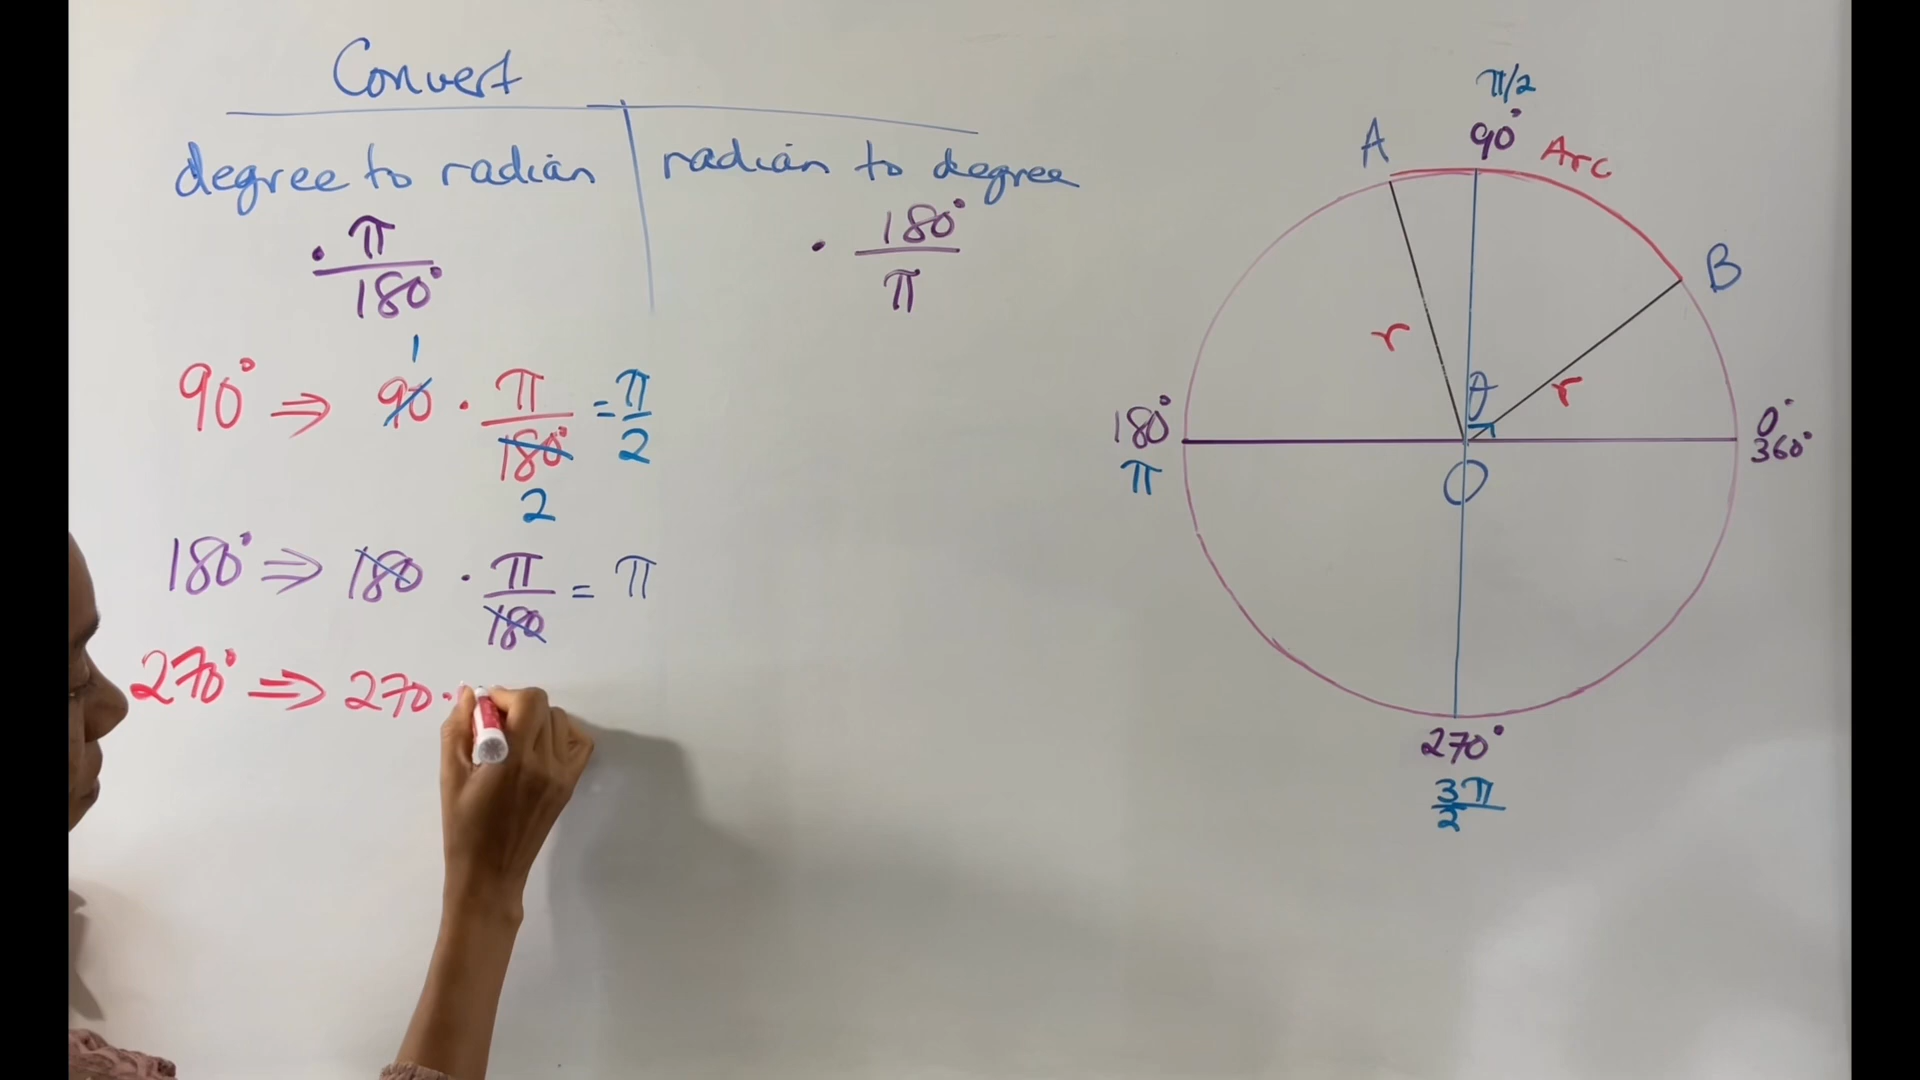 Convert
degree to radian
radian to degree
· π/180°
· 180°/π
1
90° ⇒ 90 · π/180° = π/2
2
180° ⇒ 180 · π/180 = π
270° ⇒ 270 ·
π/2
90°
A
Arc
B
r
θ
r
180°
π
0°
360°
O
270°
3π/2